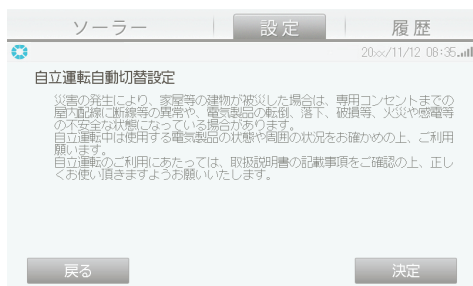 ソーラー
設定
履歴
20××/11/12 08:35
自立運転自動切替設定
災害の発生により、家屋等の建物が被災した場合は、専用コンセントまでの
屋内配線に断線等の異常や、電気製品の転倒、落下、破損等、火災や感電等
の不安全な状態になっている場合があります。
自立運転中は使用する電気製品の状態や周囲の状況をお確かめの上、ご利用
願います。
自立運転のご利用にあたっては、取扱説明書の記載事項をご確認の上、正し
くお使い頂きますようお願いいたします。
戻る
決定